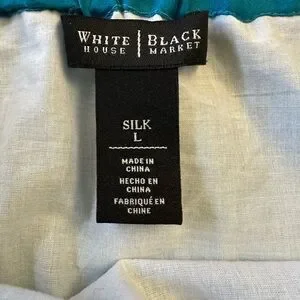 WHITE | BLACK
HOUSE | MARKET
SILK
L
MADE IN
CHINA
HECHO EN
CHINA
FABRIQUÉ EN
CHINE